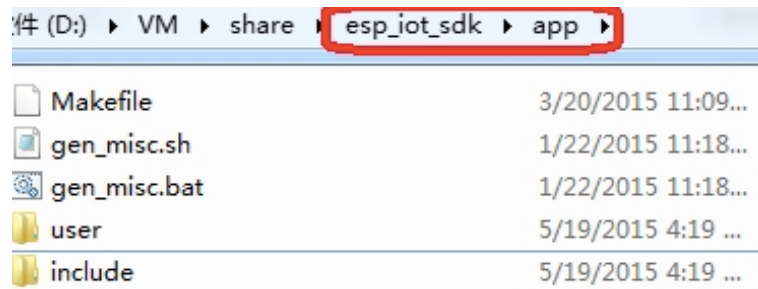 件 (D:) ▸ VM ▸ share ▸ esp_iot_sdk ▸ app ▸
Makefile 3/20/2015 11:09...
gen_misc.sh 1/22/2015 11:18...
gen_misc.bat 1/22/2015 11:18...
user 5/19/2015 4:19 ...
include 5/19/2015 4:19 ...